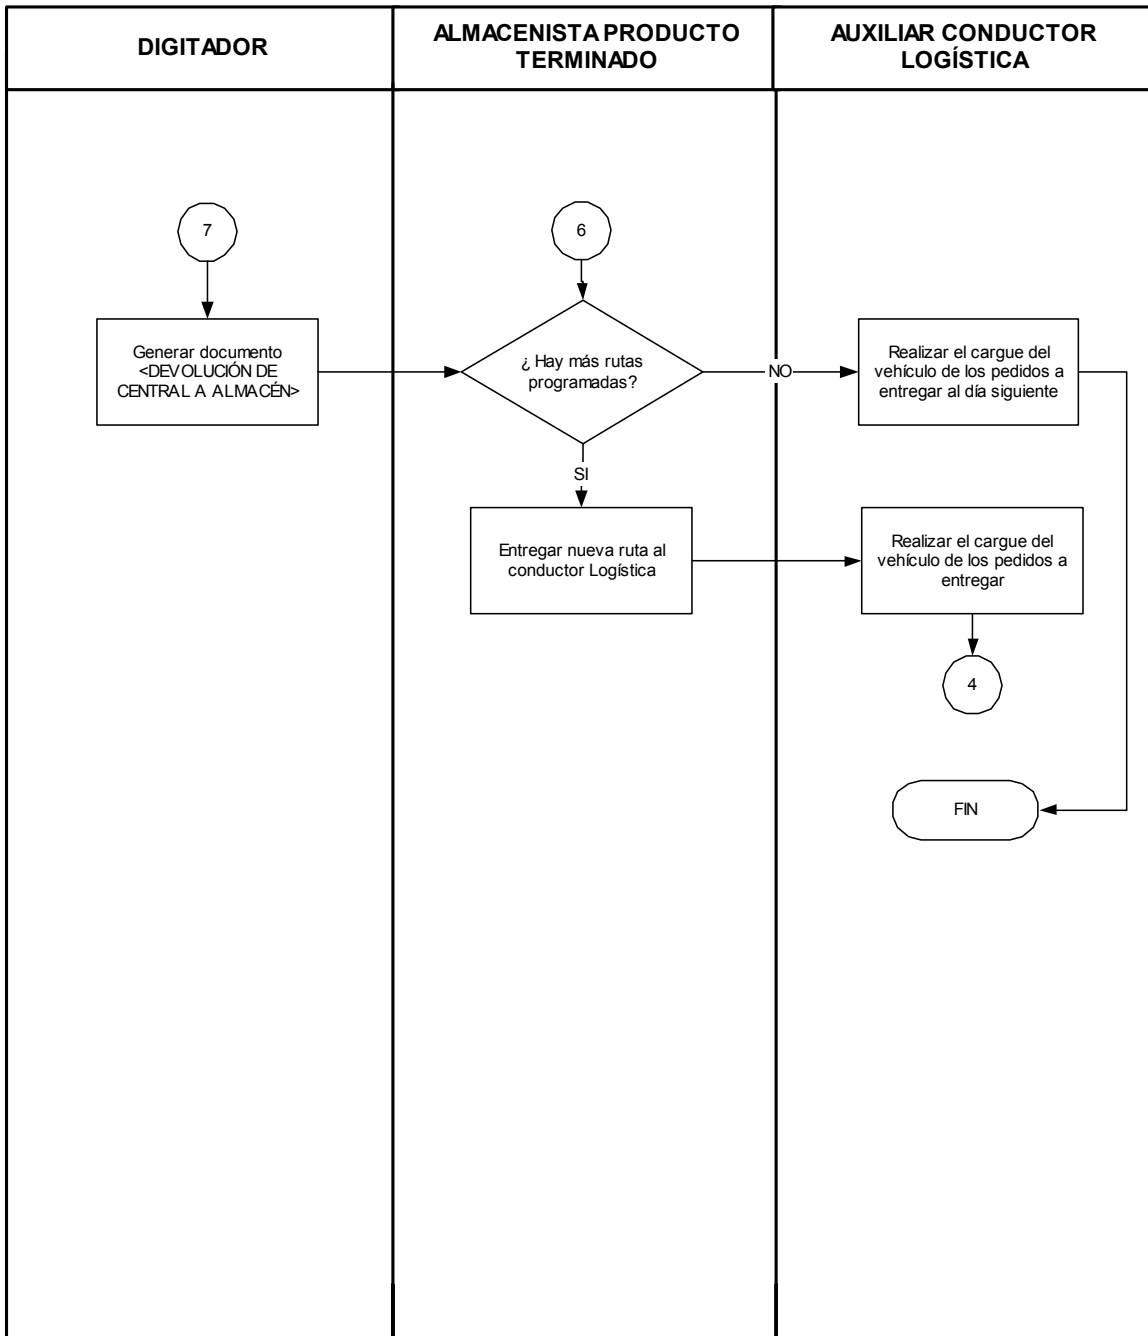 DIGITADOR
ALMACENISTA PRODUCTO
TERMINADO
AUXILIAR CONDUCTOR
LOGÍSTICA
7
6
Generar documento
<DEVOLUCIÓN DE
CENTRAL A ALMACÉN>
¿ Hay más rutas
programadas?
NO
Realizar el cargue del
vehículo de los pedidos a
entregar al día siguiente
SI
Entregar nueva ruta al
conductor Logística
Realizar el cargue del
vehículo de los pedidos a
entregar
4
FIN